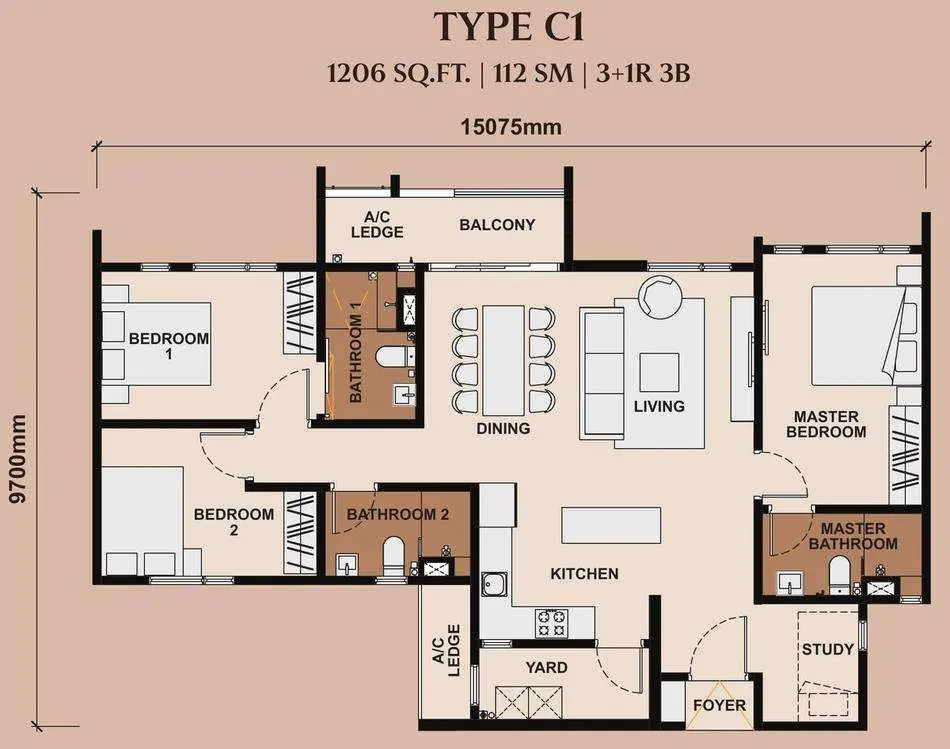 TYPE C1
1206 SQ.FT. | 112 SM | 3+1R 3B
15075mm
9700mm
A/C
LEDGE
BALCONY
BEDROOM
1
BATHROOM 1
DINING
LIVING
MASTER
BEDROOM
BEDROOM
2
BATHROOM 2
MASTER
BATHROOM
KITCHEN
A/C
LEDGE
YARD
STUDY
FOYER